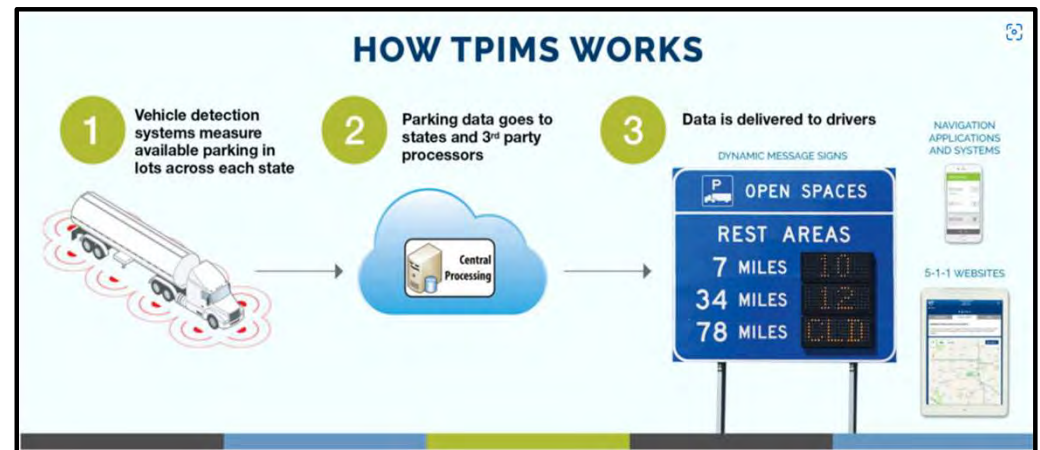 HOW TPIMS WORKS
1
Vehicle detection
systems measure
available parking in
lots across each state
2
Parking data goes to
states and 3rd party
processors
3
Data is delivered to drivers
Central
Processing
DYNAMIC MESSAGE SIGNS
P
OPEN SPACES
REST AREAS
7 MILES 10
34 MILES 12
78 MILES CLD
NAVIGATION
APPLICATIONS
AND SYSTEMS
5-1-1 WEBSITES